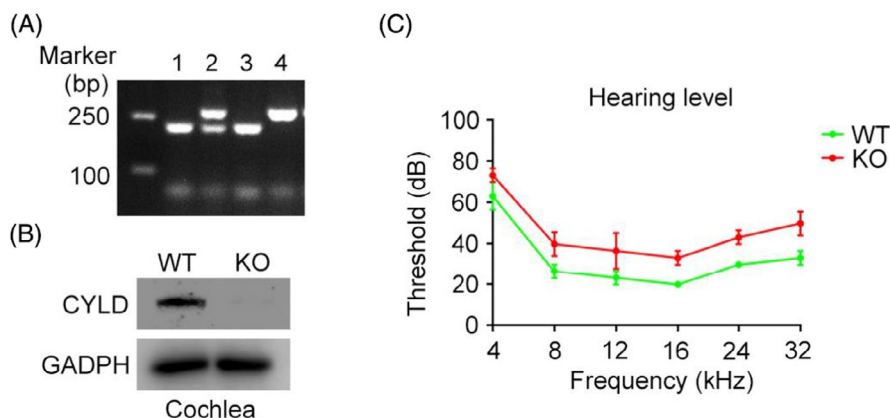 (A)
Marker
(bp)
1 2 3 4
250
100
(B)
WT KO
CYLD
GADPH
Cochlea
(C)
Hearing level
WT
KO
Threshold (dB)
100
80
60
40
20
0
4 8 12 16 24 32
Frequency (kHz)